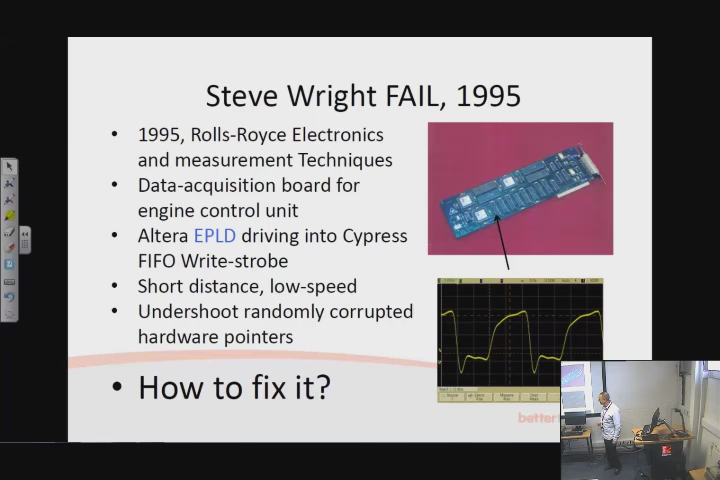 Steve Wright FAIL, 1995
• 1995, Rolls-Royce Electronics
and measurement Techniques
• Data-acquisition board for
engine control unit
• Altera EPLD driving into Cypress
FIFO Write-strobe
• Short distance, low-speed
• Undershoot randomly corrupted
hardware pointers
• How to fix it?
better